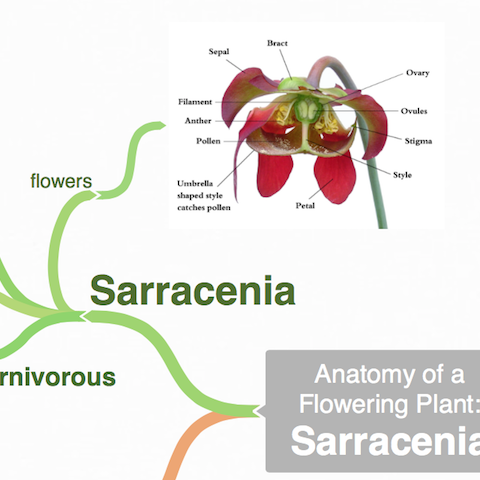 Bract
Sepal
Ovary
Filament
Ovules
Anther
Pollen
Stigma
Style
Umbrella
shaped style
catches pollen
Petal
flowers
Sarracenia
rnivorous
Anatomy of a
Flowering Plant:
Sarracenia